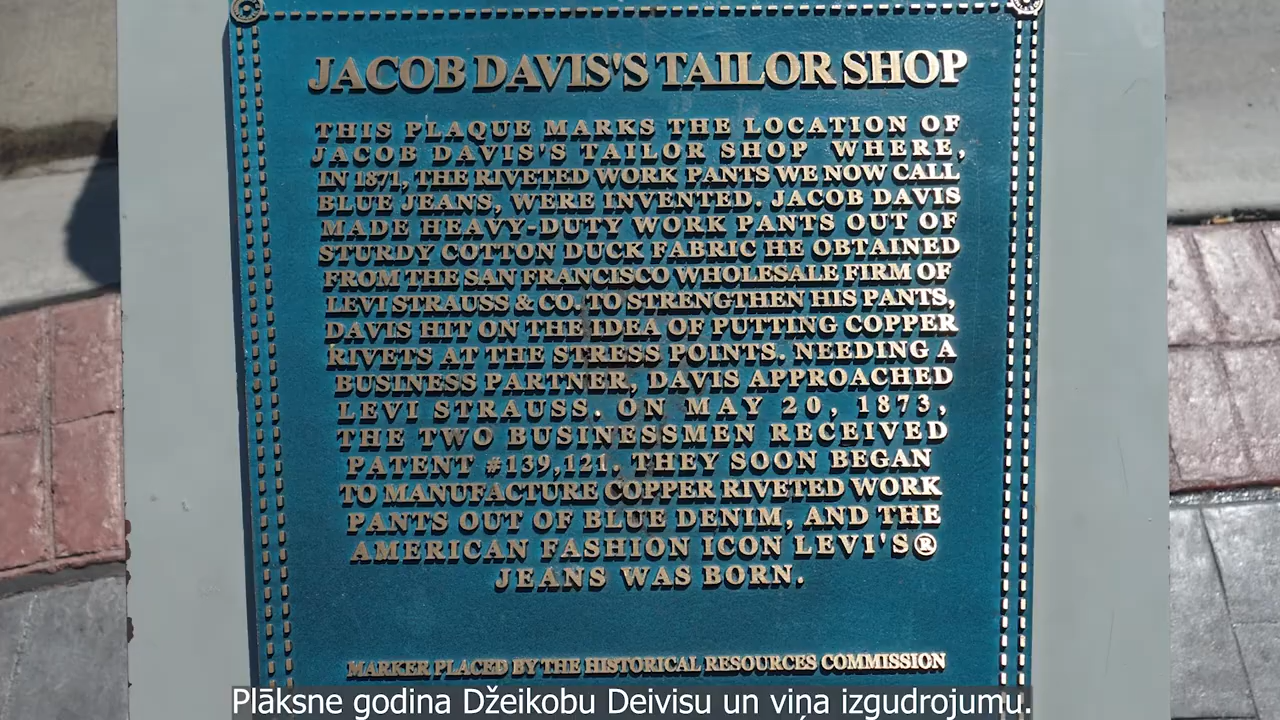 JACOB DAVIS'S TAILOR SHOP
THIS PLAQUE MARKS THE LOCATION OF
JACOB DAVIS'S TAILOR SHOP WHERE,
IN 1871, THE RIVETED WORK PANTS WE NOW CALL
BLUE JEANS, WERE INVENTED. JACOB DAVIS
MADE HEAVY-DUTY WORK PANTS OUT OF
STURDY COTTON DUCK FABRIC HE OBTAINED
FROM THE SAN FRANCISCO WHOLESALE FIRM OF
LEVI STRAUSS & CO. TO STRENGTHEN HIS PANTS,
DAVIS HIT ON THE IDEA OF PUTTING COPPER
RIVETS AT THE STRESS POINTS. NEEDING A
BUSINESS PARTNER, DAVIS APPROACHED
LEVI STRAUSS. ON MAY 20, 1873,
THE TWO BUSINESSMEN RECEIVED
PATENT #139,121. THEY SOON BEGAN
TO MANUFACTURE COPPER RIVETED WORK
PANTS OUT OF BLUE DENIM, AND THE
AMERICAN FASHION ICON LEVI'S®
JEANS WAS BORN.
MARKER PLACED BY THE HISTORICAL RESOURCES COMMISSION
Plāksne godina Džeikobu Deivisu un viņa izgudrojumu.